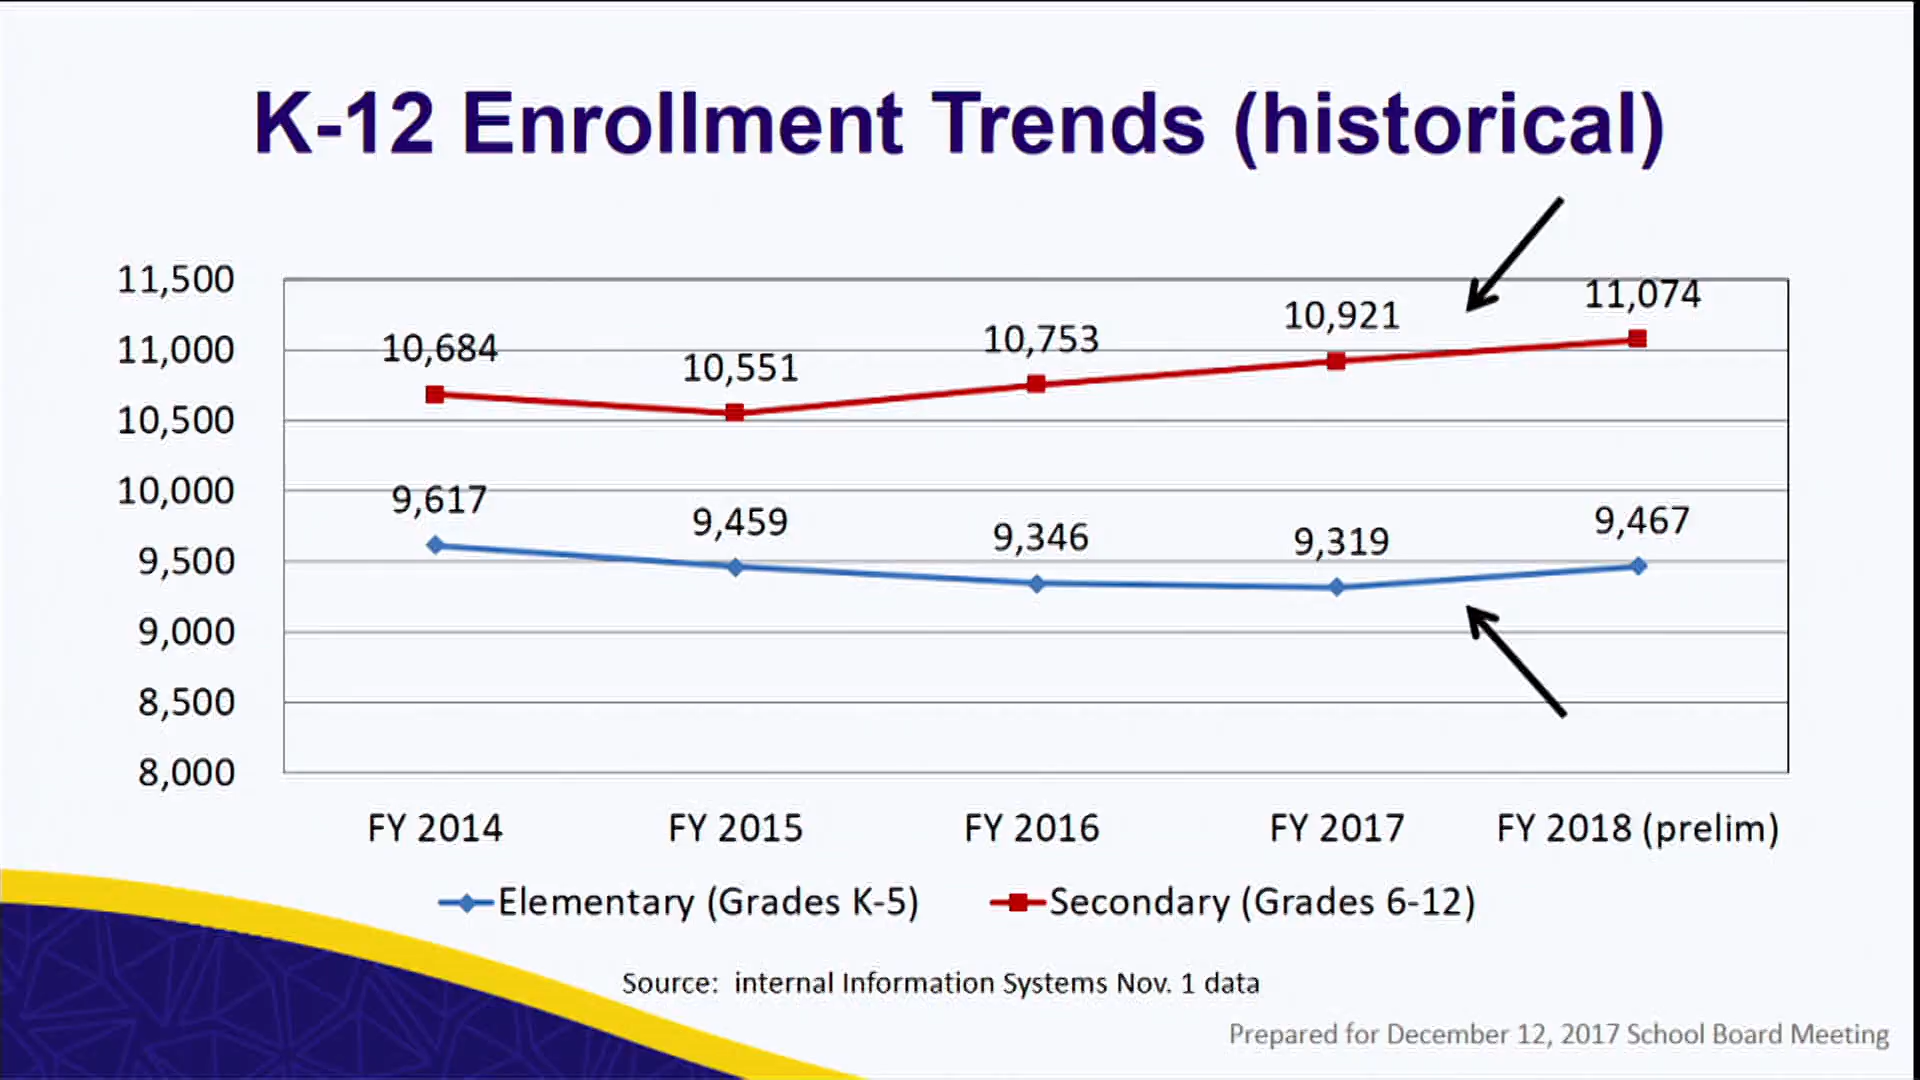 K-12 Enrollment Trends (historical)
11,500
11,000
10,500
10,000
9,500
9,000
8,500
8,000
10,684
10,551
10,753
10,921
11,074
9,617
9,459
9,346
9,319
9,467
FY 2014
FY 2015
FY 2016
FY 2017
FY 2018 (prelim)
Elementary (Grades K-5)
Secondary (Grades 6-12)
Source: internal Information Systems Nov. 1 data
Prepared for December 12, 2017 School Board Meeting